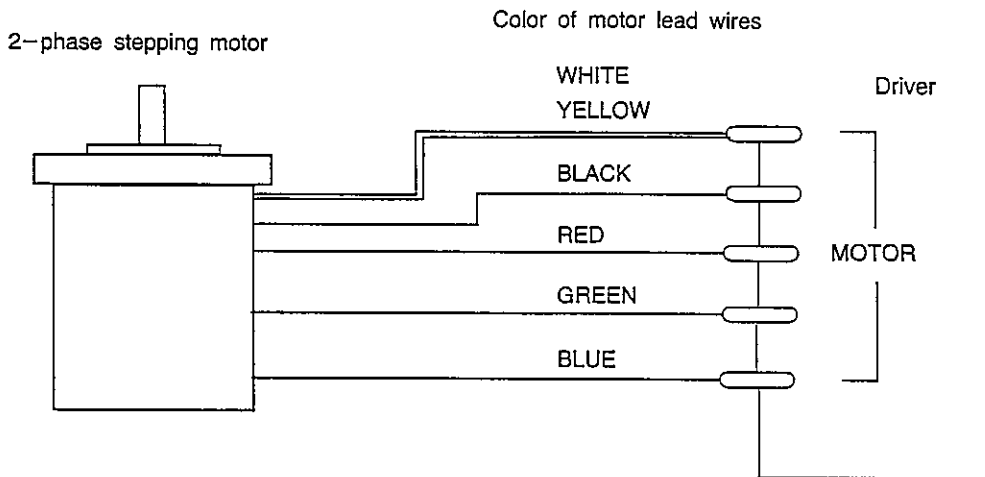 Color of motor lead wires
2-phase stepping motor
WHITE
Driver
YELLOW
BLACK
RED
MOTOR
GREEN
BLUE